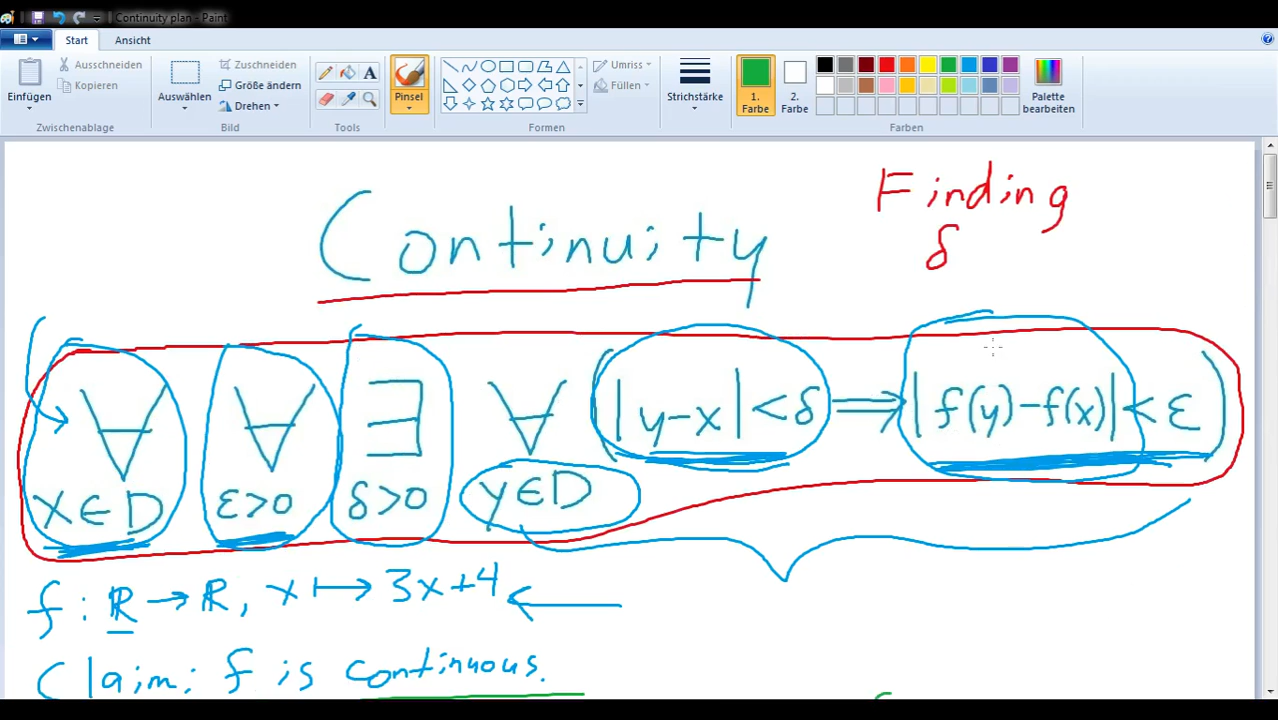 Continuity plan - Paint
Start
Ansicht
Einfügen
Ausschneiden
Kopieren
Zwischenablage
Auswählen
Zuschneiden
Größe ändern
Drehen
Bild
Tools
Pinsel
Formen
Umriss
Füllen
Strichstärke
1.
Farbe
2.
Farbe
Palette
bearbeiten
Farben
Finding
δ
Continuity
∀ ∀ ∃ ∀ (|y-x| < δ ⟹ |f(y)-f(x)| < ε)
x∈D ε>0 δ>0 y∈D
f : ℝ → ℝ, x ↦ 3x+4 ←
Claim: f is continuous.